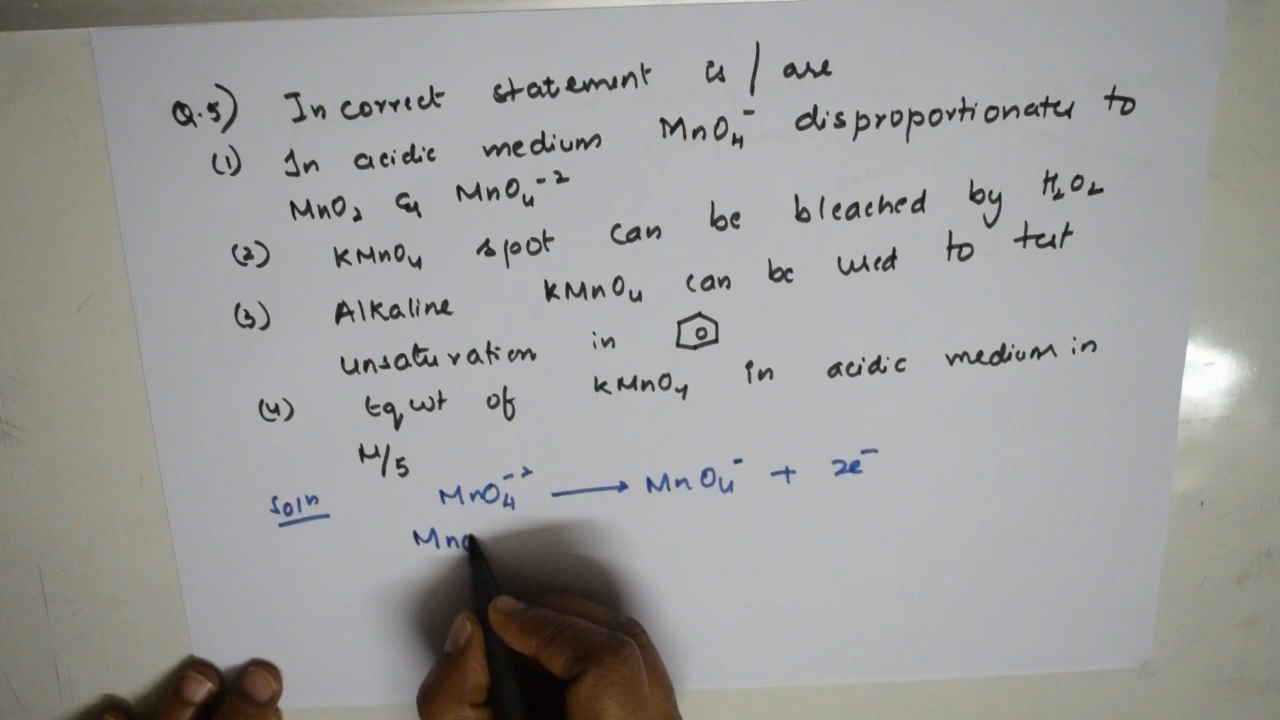 Q.5) Incorrect statement is / are
(1) In acidic medium MnO₄⁻ disproportionates to
MnO₂ & MnO₄⁻²
(2) KMnO₄ spot can be bleached by H₂O₂
(3) Alkaline KMnO₄ can be used to test
unsaturation in
(4) Eq wt of KMnO₄ in acidic medium in
M/5
Soln MnO₄⁻² → MnO₄⁻ + 2e⁻
Mno